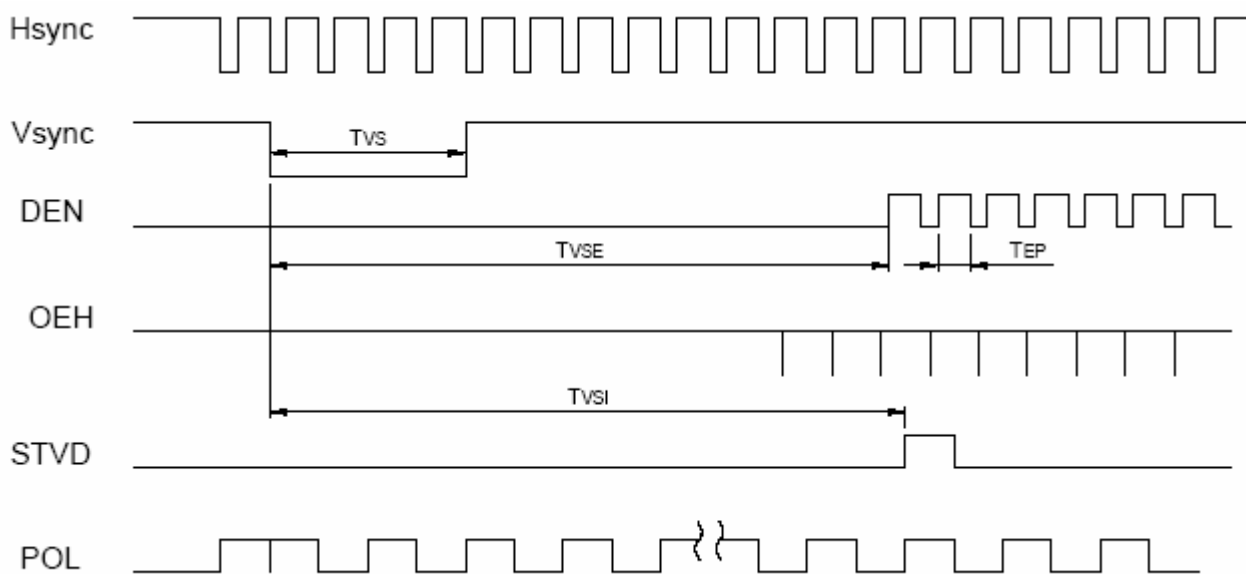 Hsync
Vsync
TVS
DEN
TVSE
TEP
OEH
TVSI
STVD
POL